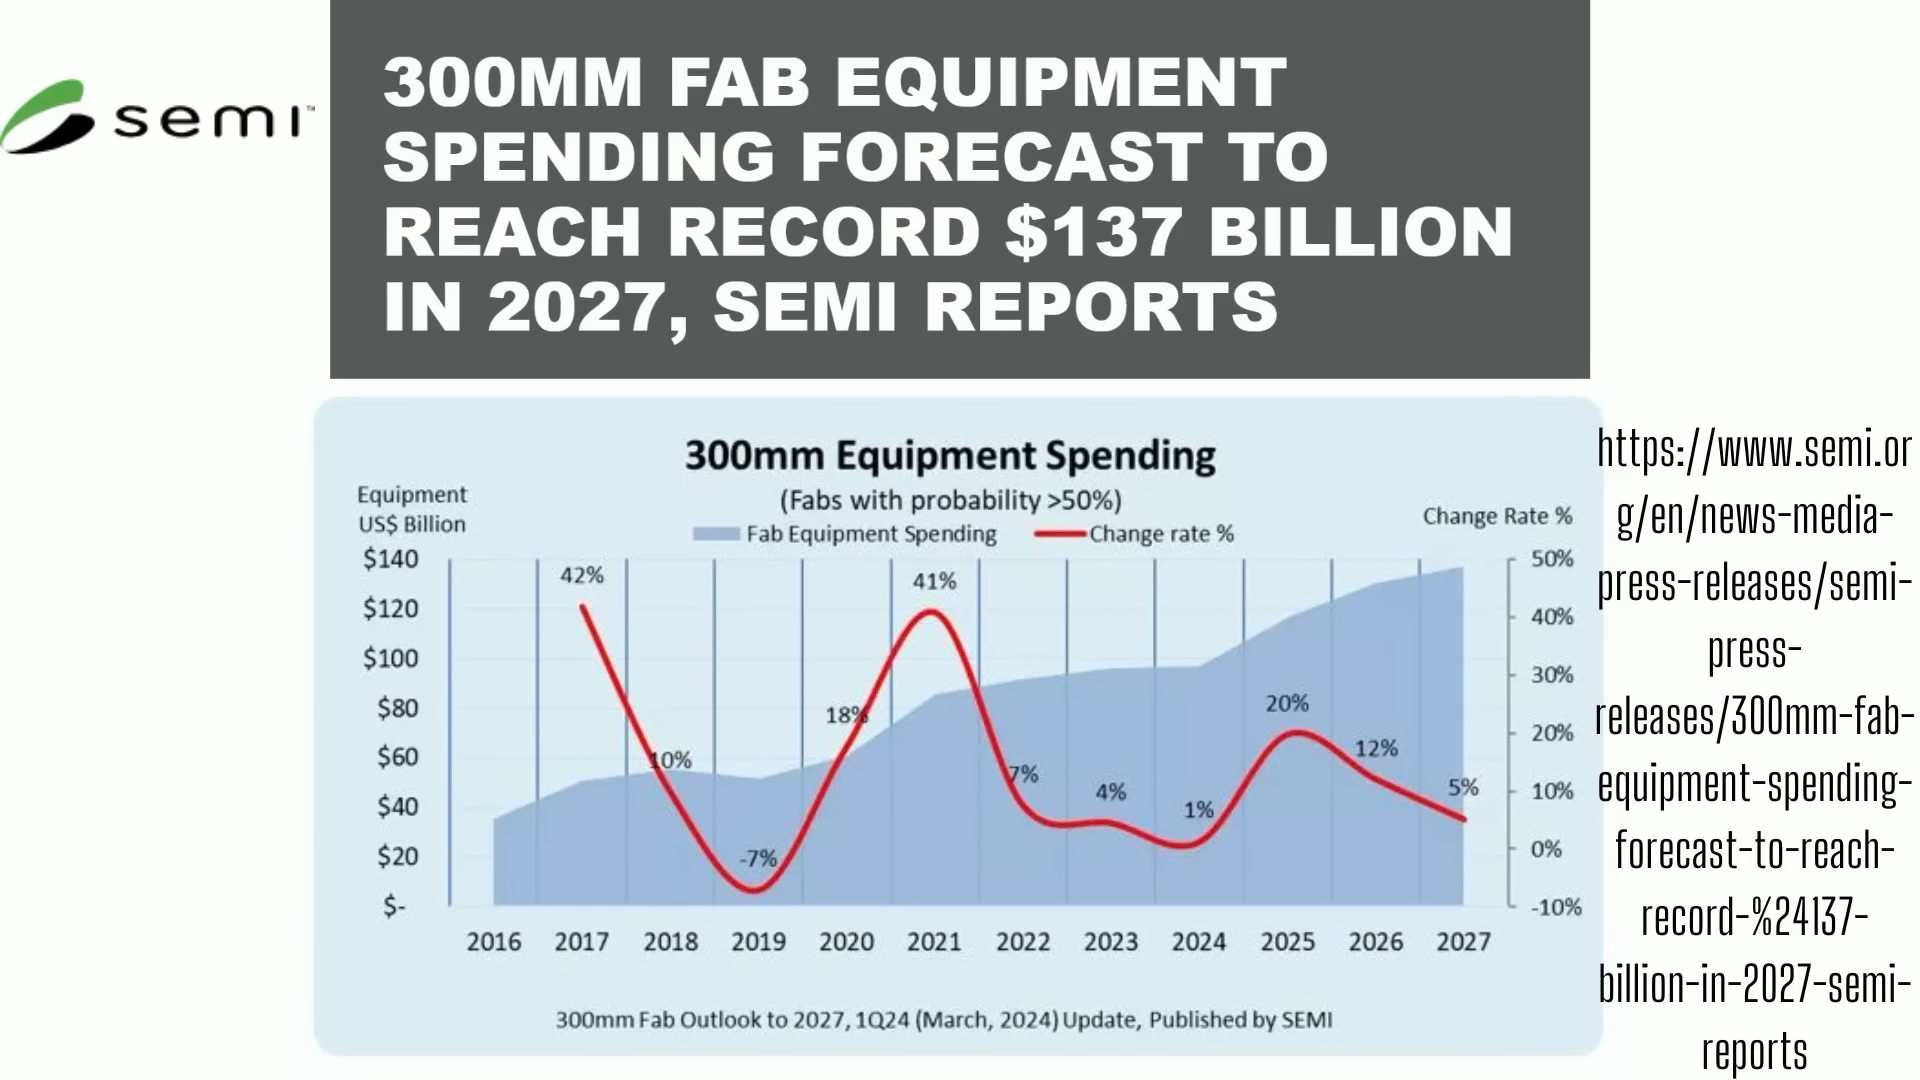 semi™
300MM FAB EQUIPMENT
SPENDING FORECAST TO
REACH RECORD $137 BILLION
IN 2027, SEMI REPORTS
300mm Equipment Spending
(Fabs with probability >50%)
Equipment
US$ Billion
Change Rate %
Fab Equipment Spending
Change rate %
$140
$120
$100
$80
$60
$40
$20
$-
50%
40%
30%
20%
10%
0%
-10%
42%
10%
-7%
18%
41%
7%
4%
1%
20%
12%
5%
2016 2017 2018 2019 2020 2021 2022 2023 2024 2025 2026 2027
300mm Fab Outlook to 2027, 1Q24 (March, 2024) Update, Published by SEMI
https://www.semi.or
g/en/news-media-
press-releases/semi-
press-
releases/300mm-fab-
equipment-spending-
forecast-to-reach-
record-%24137-
billion-in-2027-semi-
reports